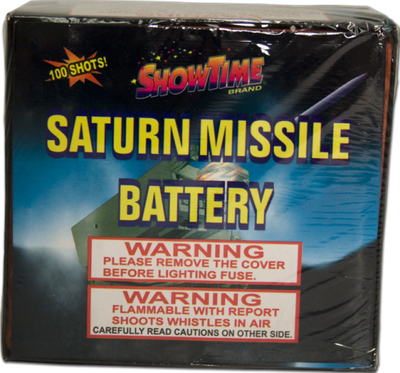 100 SHOTS!
SHOWTIME
BRAND
SATURN MISSILE
BATTERY
WARNING
PLEASE REMOVE THE COVER
BEFORE LIGHTING FUSE.
WARNING
FLAMMABLE WITH REPORT
SHOOTS WHISTLES IN AIR
CAREFULLY READ CAUTIONS ON OTHER SIDE.